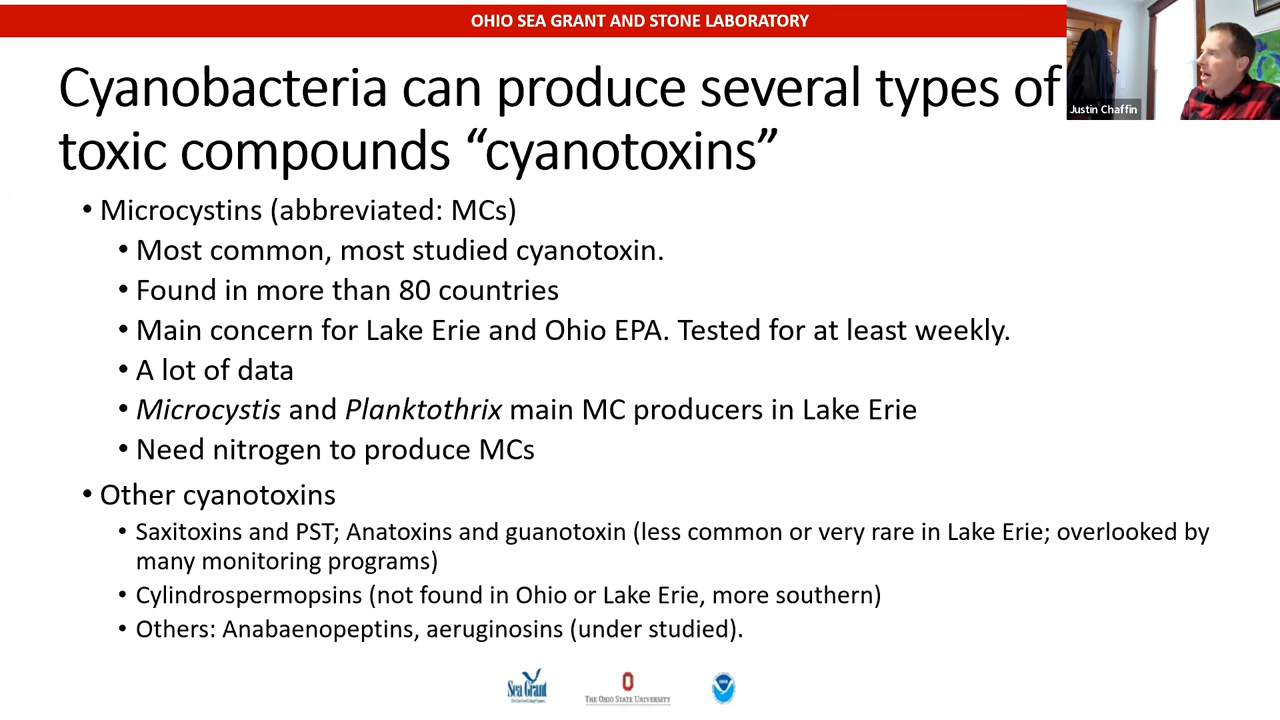 OHIO SEA GRANT AND STONE LABORATORY
Cyanobacteria can produce several types of
toxic compounds “cyanotoxins”
Justin Chaffin
• Microcystins (abbreviated: MCs)
• Most common, most studied cyanotoxin.
• Found in more than 80 countries
• Main concern for Lake Erie and Ohio EPA. Tested for at least weekly.
• A lot of data
• Microcystis and Planktothrix main MC producers in Lake Erie
• Need nitrogen to produce MCs
• Other cyanotoxins
• Saxitoxins and PST; Anatoxins and guanotoxin (less common or very rare in Lake Erie; overlooked by
many monitoring programs)
• Cylindrospermopsins (not found in Ohio or Lake Erie, more southern)
• Others: Anabaenopeptins, aeruginosins (under studied).
Sea Grant
THE OHIO STATE UNIVERSITY